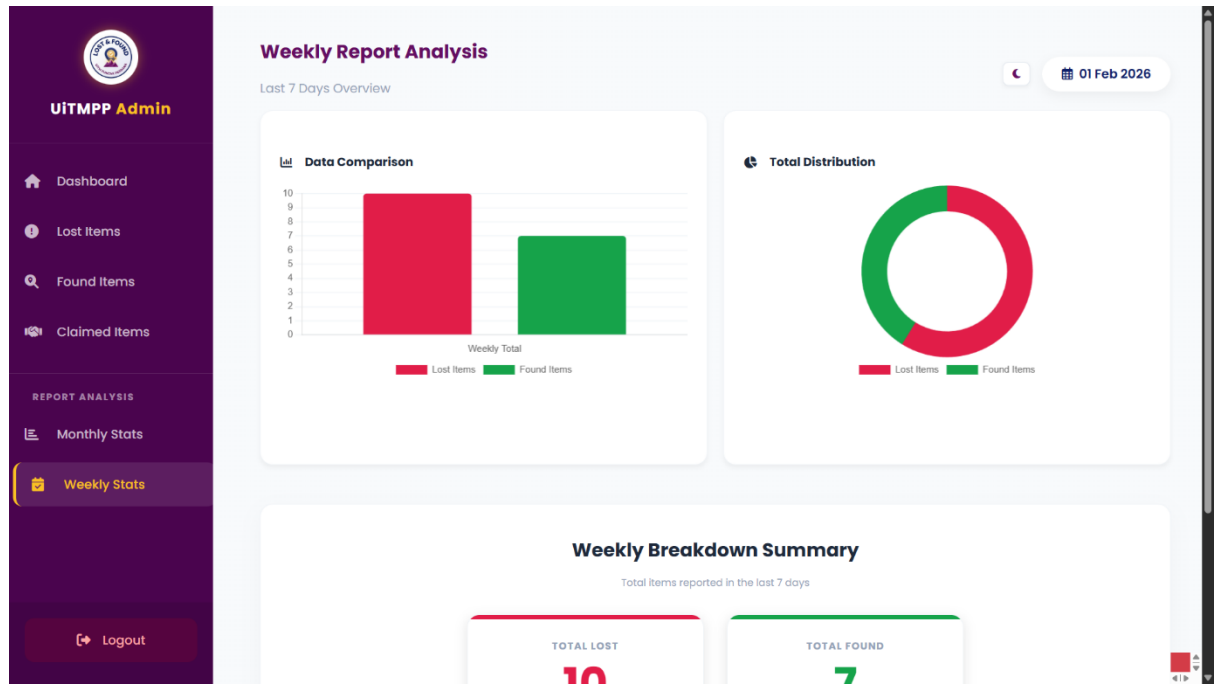 LOST & FOUND
UiTMPP Admin
Dashboard
Lost Items
Found Items
Claimed Items
REPORT ANALYSIS
Monthly Stats
Weekly Stats
Logout
Weekly Report Analysis
Last 7 Days Overview
01 Feb 2026
Data Comparison
10
9
8
7
6
5
4
3
2
1
0
Weekly Total
Lost Items
Found Items
Total Distribution
Lost Items
Found Items
Weekly Breakdown Summary
Total items reported in the last 7 days
TOTAL LOST
10
TOTAL FOUND
7